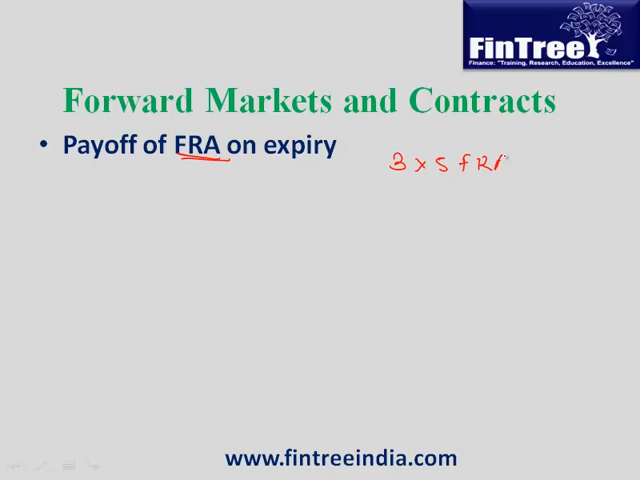 FinTree
Finance: "Training, Research, Education, Excellence"
Forward Markets and Contracts
• Payoff of FRA on expiry
3 x 5 FRA
www.fintreeindia.com